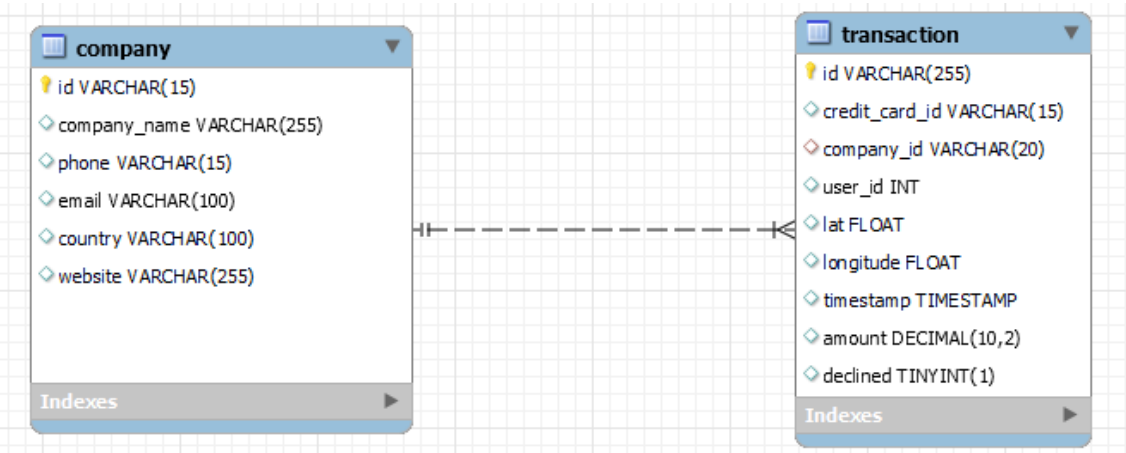 company
id VARCHAR(15)
company_name VARCHAR(255)
phone VARCHAR(15)
email VARCHAR(100)
country VARCHAR(100)
website VARCHAR(255)
Indexes
transaction
id VARCHAR(255)
credit_card_id VARCHAR(15)
company_id VARCHAR(20)
user_id INT
lat FLOAT
longitude FLOAT
timestamp TIMESTAMP
amount DECIMAL(10,2)
declined TINYINT(1)
Indexes